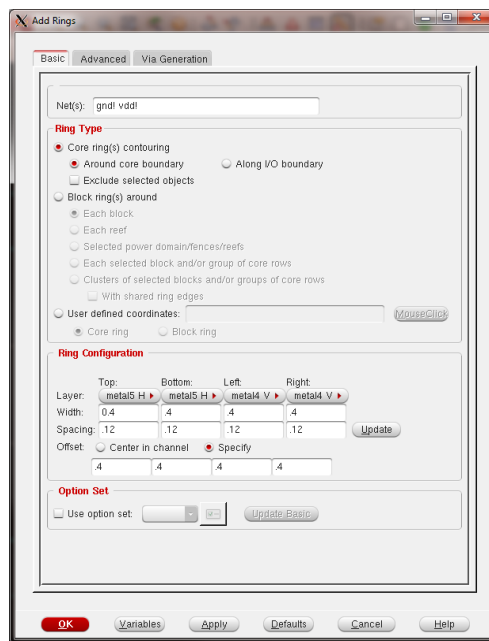 Add Rings
Basic Advanced Via Generation
Net(s): gnd! vdd!
Ring Type
Core ring(s) contouring
Around core boundary Along I/O boundary
Exclude selected objects
Block ring(s) around
Each block
Each reef
Selected power domain/fences/reefs
Each selected block and/or group of core rows
Clusters of selected blocks and/or groups of core rows
With shared ring edges
User defined coordinates: MouseClick
Core ring Block ring
Ring Configuration
Top: Bottom: Left: Right:
Layer: metal5 H metal5 H metal4 V metal4 V
Width: 0.4 .4 .4 .4
Spacing: .12 .12 .12 .12 Update
Offset: Center in channel Specify
.4 .4 .4 .4
Option Set
Use option set: Update Basic
OK Variables Apply Defaults Cancel Help